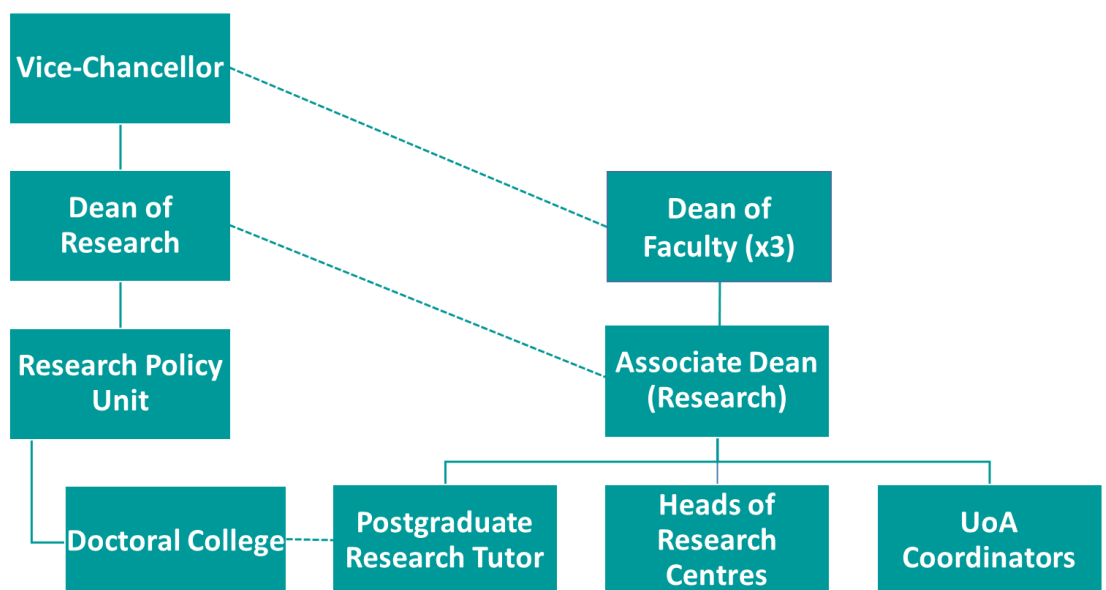 Vice-Chancellor
Dean of
Research
Dean of
Faculty (x3)
Research Policy
Unit
Associate Dean
(Research)
Doctoral College
Postgraduate
Research Tutor
Heads of
Research
Centres
UoA
Coordinators